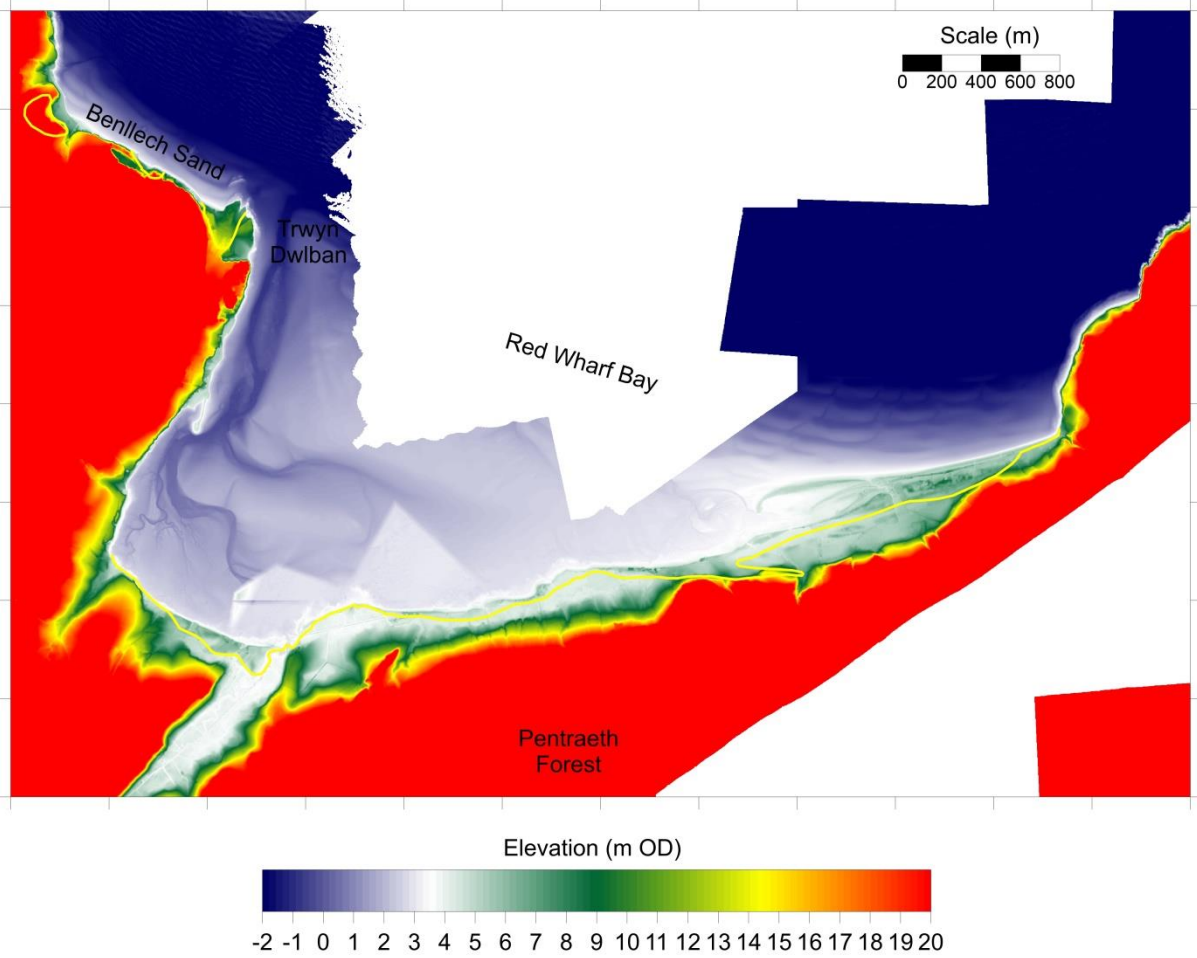 Scale (m)
0 200 400 600 800
Benllech Sand
Trwyn
Dwlban
Red Wharf Bay
Pentraeth
Forest
Elevation (m OD)
-2 -1 0 1 2 3 4 5 6 7 8 9 10 11 12 13 14 15 16 17 18 19 20